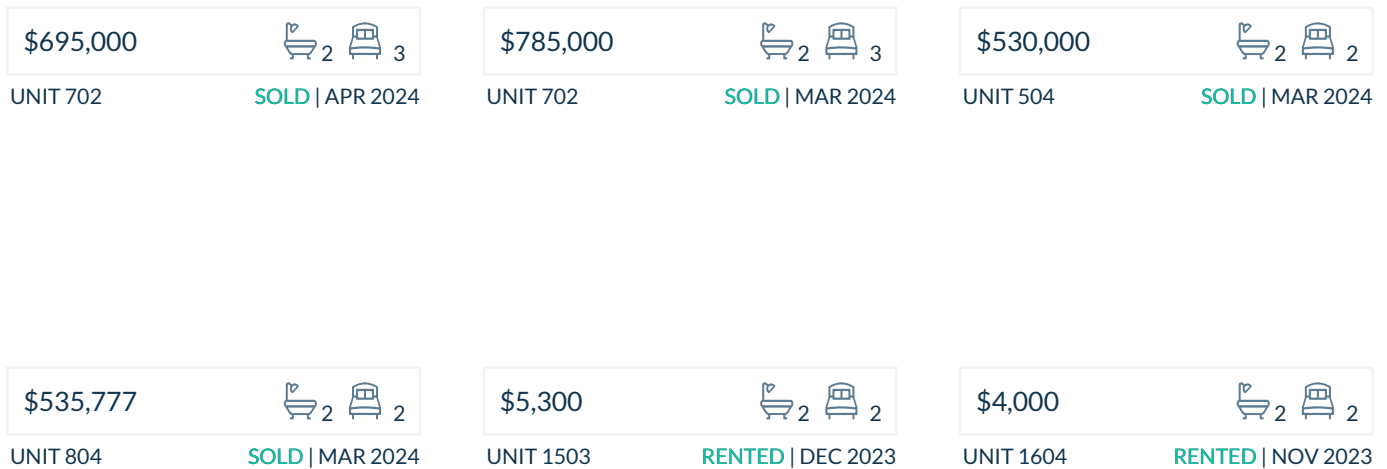 $695,000 2 3
UNIT 702 SOLD | APR 2024
$785,000 2 3
UNIT 702 SOLD | MAR 2024
$530,000 2 2
UNIT 504 SOLD | MAR 2024
$535,777 2 2
UNIT 804 SOLD | MAR 2024
$5,300 2 2
UNIT 1503 RENTED | DEC 2023
$4,000 2 2
UNIT 1604 RENTED | NOV 2023